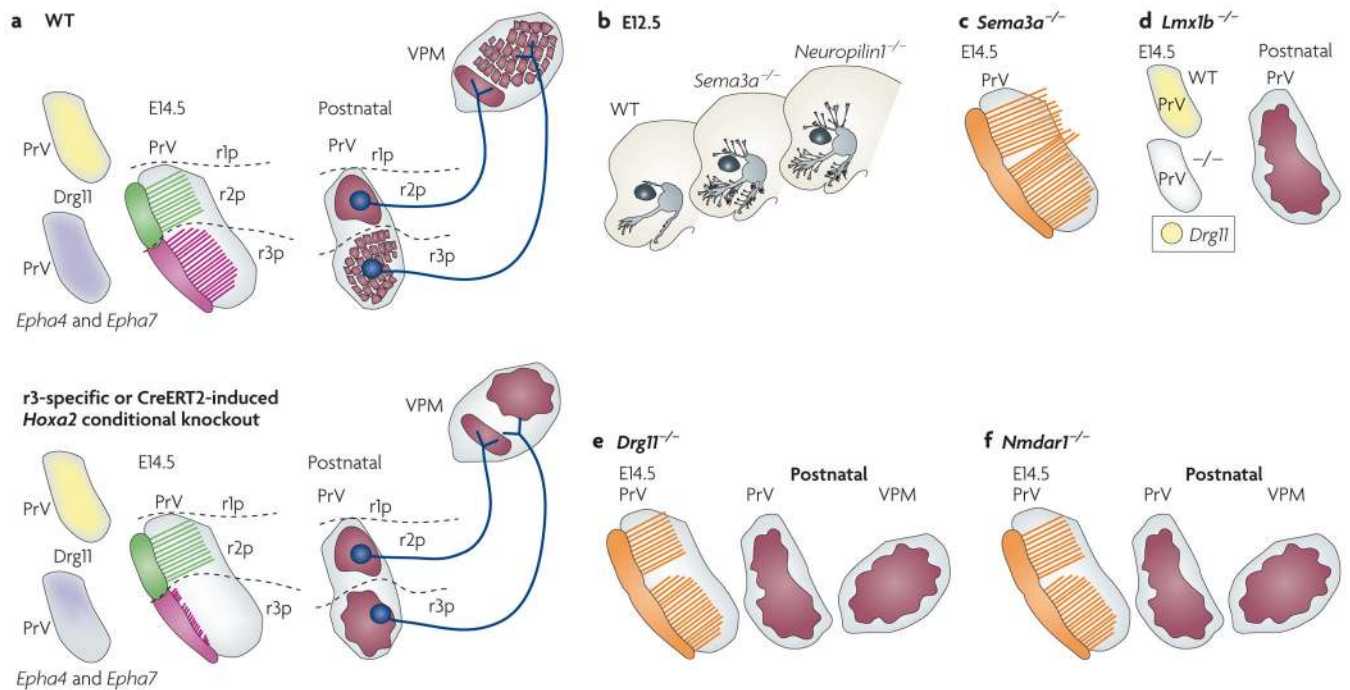 a WT
VPM
E14.5
Postnatal
PrV
PrV
PrV
r1p
r1p
r2p
r2p
Drg11
r3p
r3p
PrV
Epha4 and Epha7
b E12.5
Neuropilin1−/−
Sema3a−/−
WT
c Sema3a−/−
E14.5
PrV
d Lmx1b−/−
E14.5
Postnatal
WT
PrV
PrV
−/−
PrV
Drg11
r3-specific or CreERT2-induced
Hoxa2 conditional knockout
VPM
E14.5
Postnatal
PrV
PrV
PrV
r1p
r1p
r2p
r2p
Drg11
r3p
r3p
PrV
Epha4 and Epha7
e Drg11−/−
E14.5
Postnatal
PrV
PrV
VPM
f Nmdar1−/−
E14.5
Postnatal
PrV
PrV
VPM